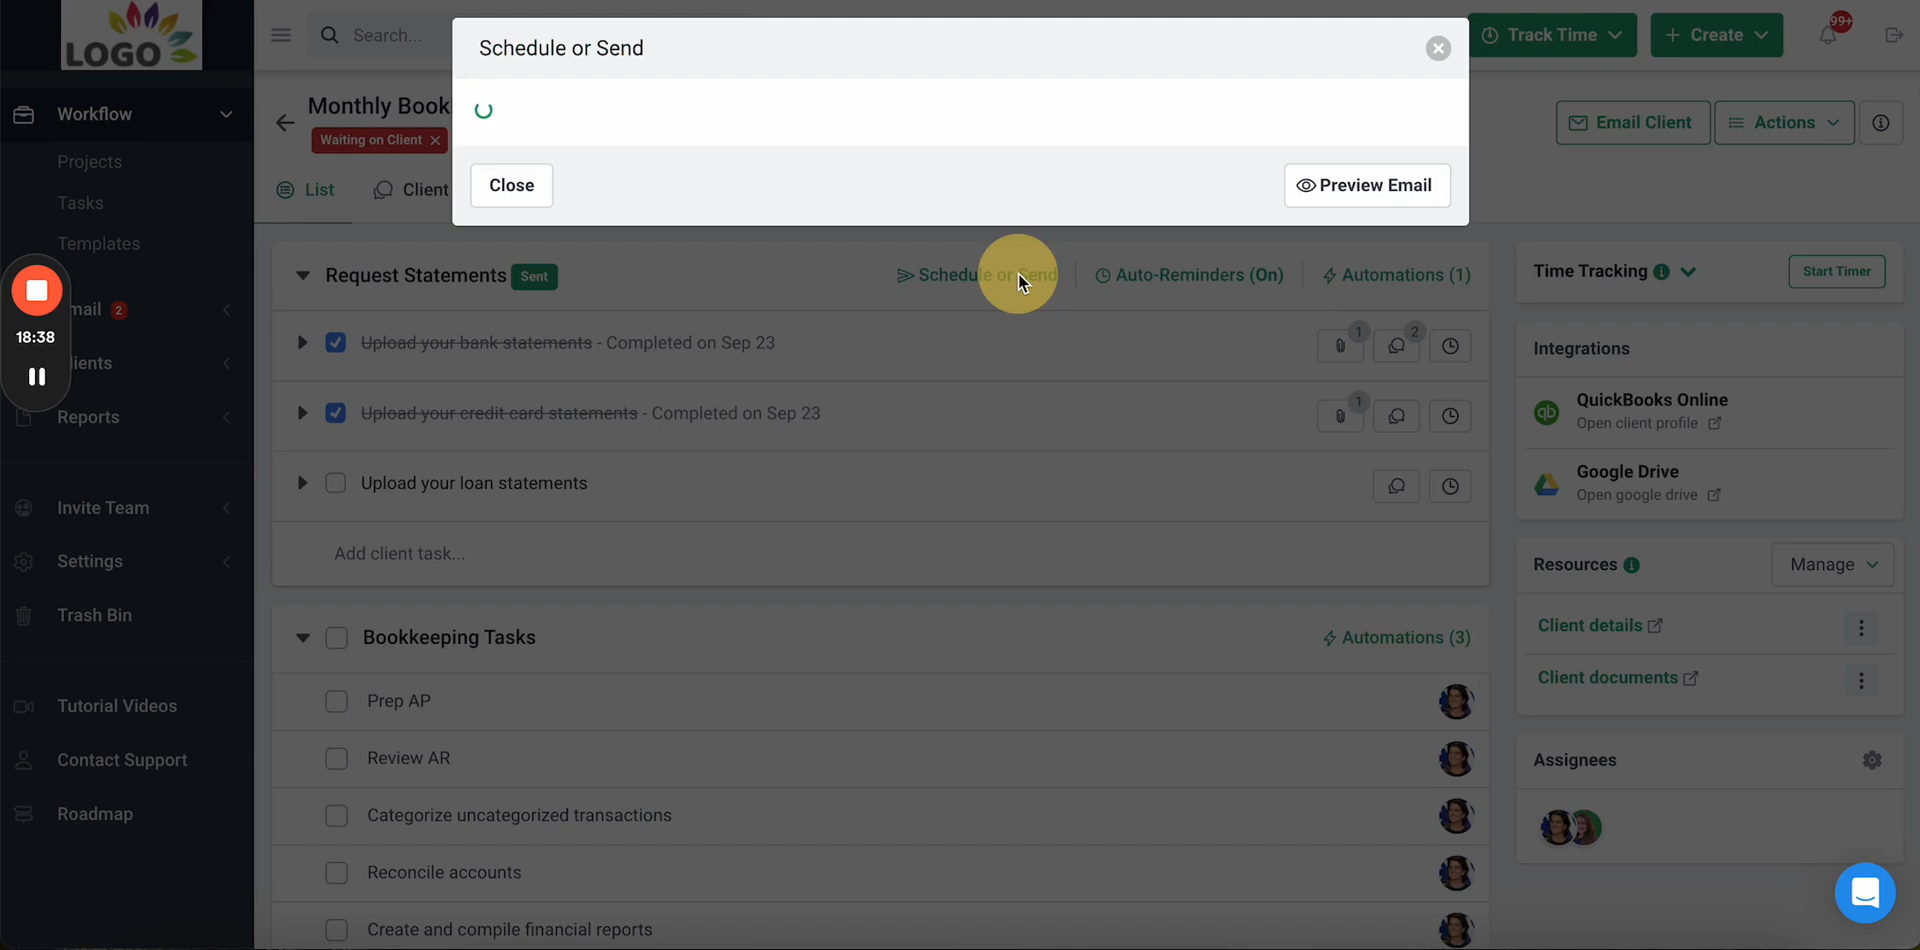 LOGO
Search...
Schedule or Send
Track Time
Create
99+
Workflow
Projects
Tasks
Templates
18:38
mail 2
lients
Reports
Invite Team
Settings
Trash Bin
Tutorial Videos
Contact Support
Roadmap
Monthly Book
Waiting on Client
List
Client
Close
Preview Email
Email Client
Actions
Request Statements Sent
Schedule or Send
Auto-Reminders (On)
Automations (1)
Upload your bank statements - Completed on Sep 23
1
2
Upload your credit card statements - Completed on Sep 23
1
Upload your loan statements
Add client task...
Bookkeeping Tasks
Automations (3)
Prep AP
Review AR
Categorize uncategorized transactions
Reconcile accounts
Create and compile financial reports
Time Tracking
Start Timer
Integrations
qb
QuickBooks Online
Open client profile
Google Drive
Open google drive
Resources
Manage
Client details
Client documents
Assignees